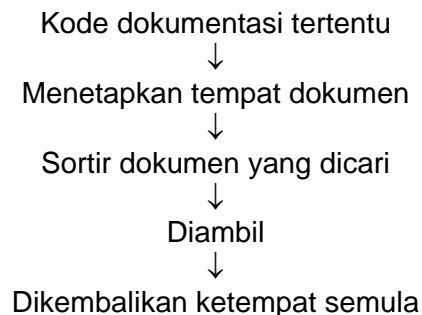 Kode dokumentasi tertentu
↓
Menetapkan tempat dokumen
↓
Sortir dokumen yang dicari
↓
Diambil
↓
Dikembalikan ketempat semula